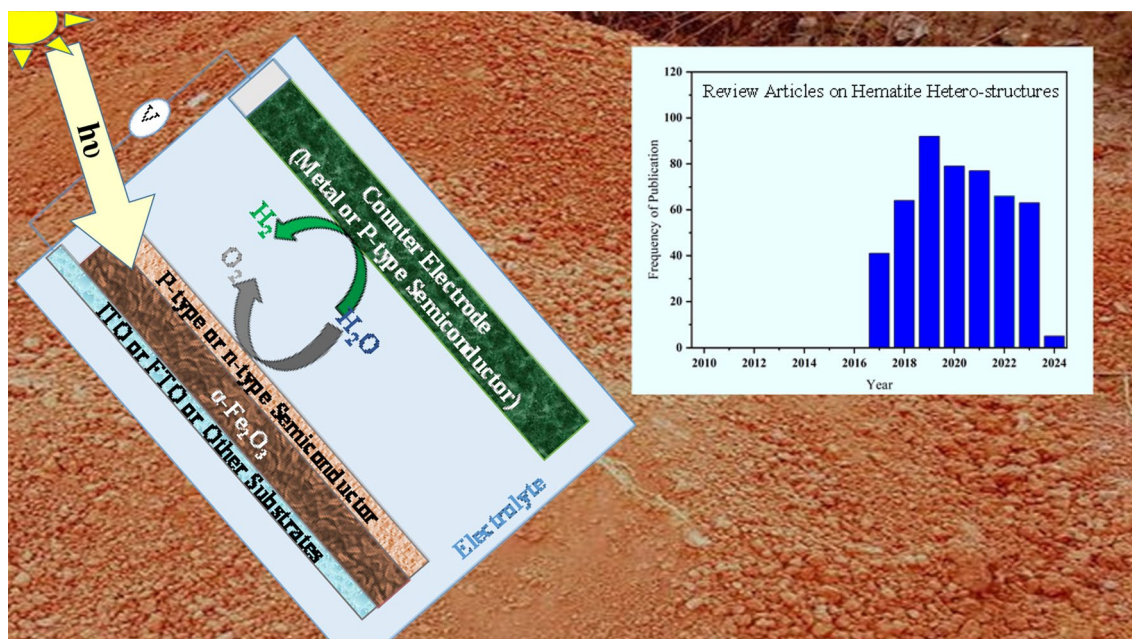 hυ
V
Counter Electrode
(Metal or P-type Semiconductor)
H₂
O₂
H₂O
P-type or n-type Semiconductor
α-Fe₂O₃
ITO or FTO or Other Substrates
Electrolyte
Review Articles on Hematite Hetero-structures
Frequency of Publication
120
100
80
60
40
20
0
2010 2012 2014 2016 2018 2020 2022 2024
Year